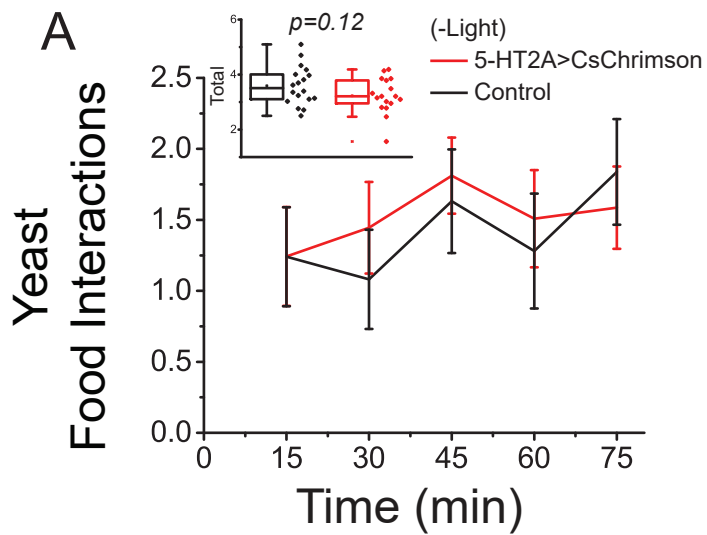 A
p=0.12
6
4
2
Total
(-Light)
5-HT2A>CsChrimson
Control
Yeast
Food Interactions
2.5
2.0
1.5
1.0
0.5
0.0
0 15 30 45 60 75
Time (min)